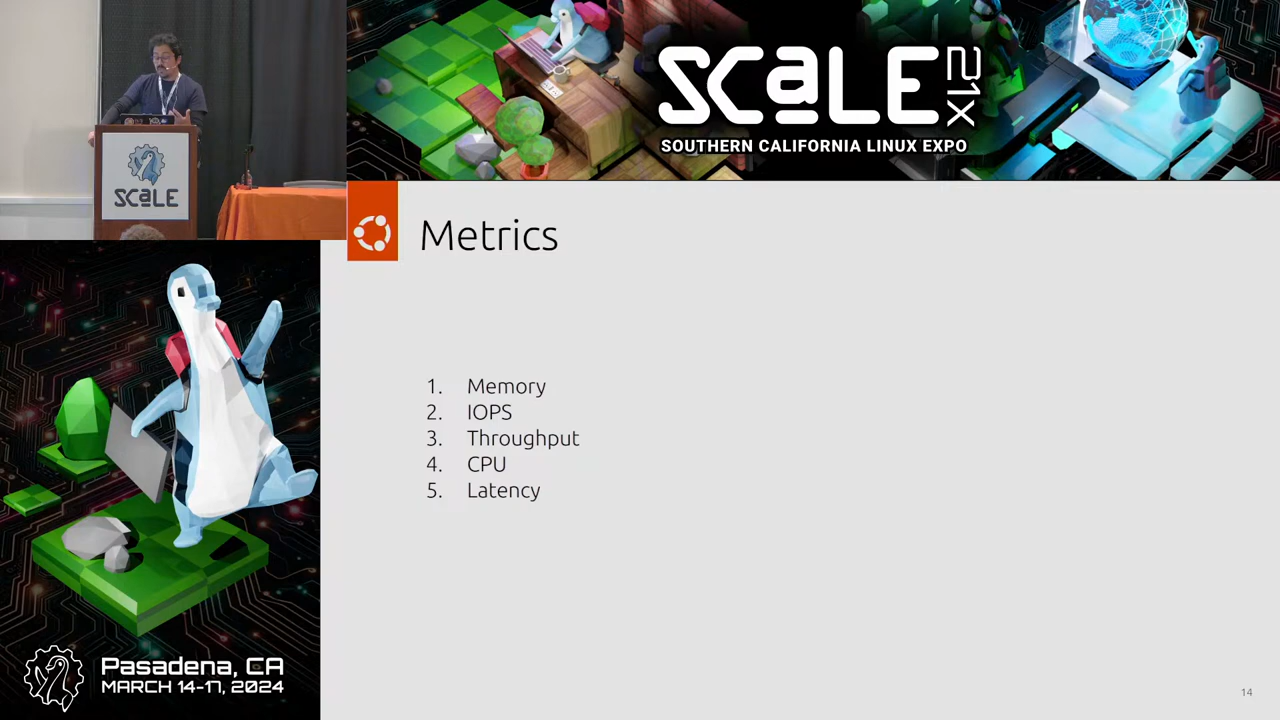 SCaLE 21X
SOUTHERN CALIFORNIA LINUX EXPO
SCaLE
Metrics
1. Memory
2. IOPS
3. Throughput
4. CPU
5. Latency
Pasadena, CA
MARCH 14-17, 2024
14